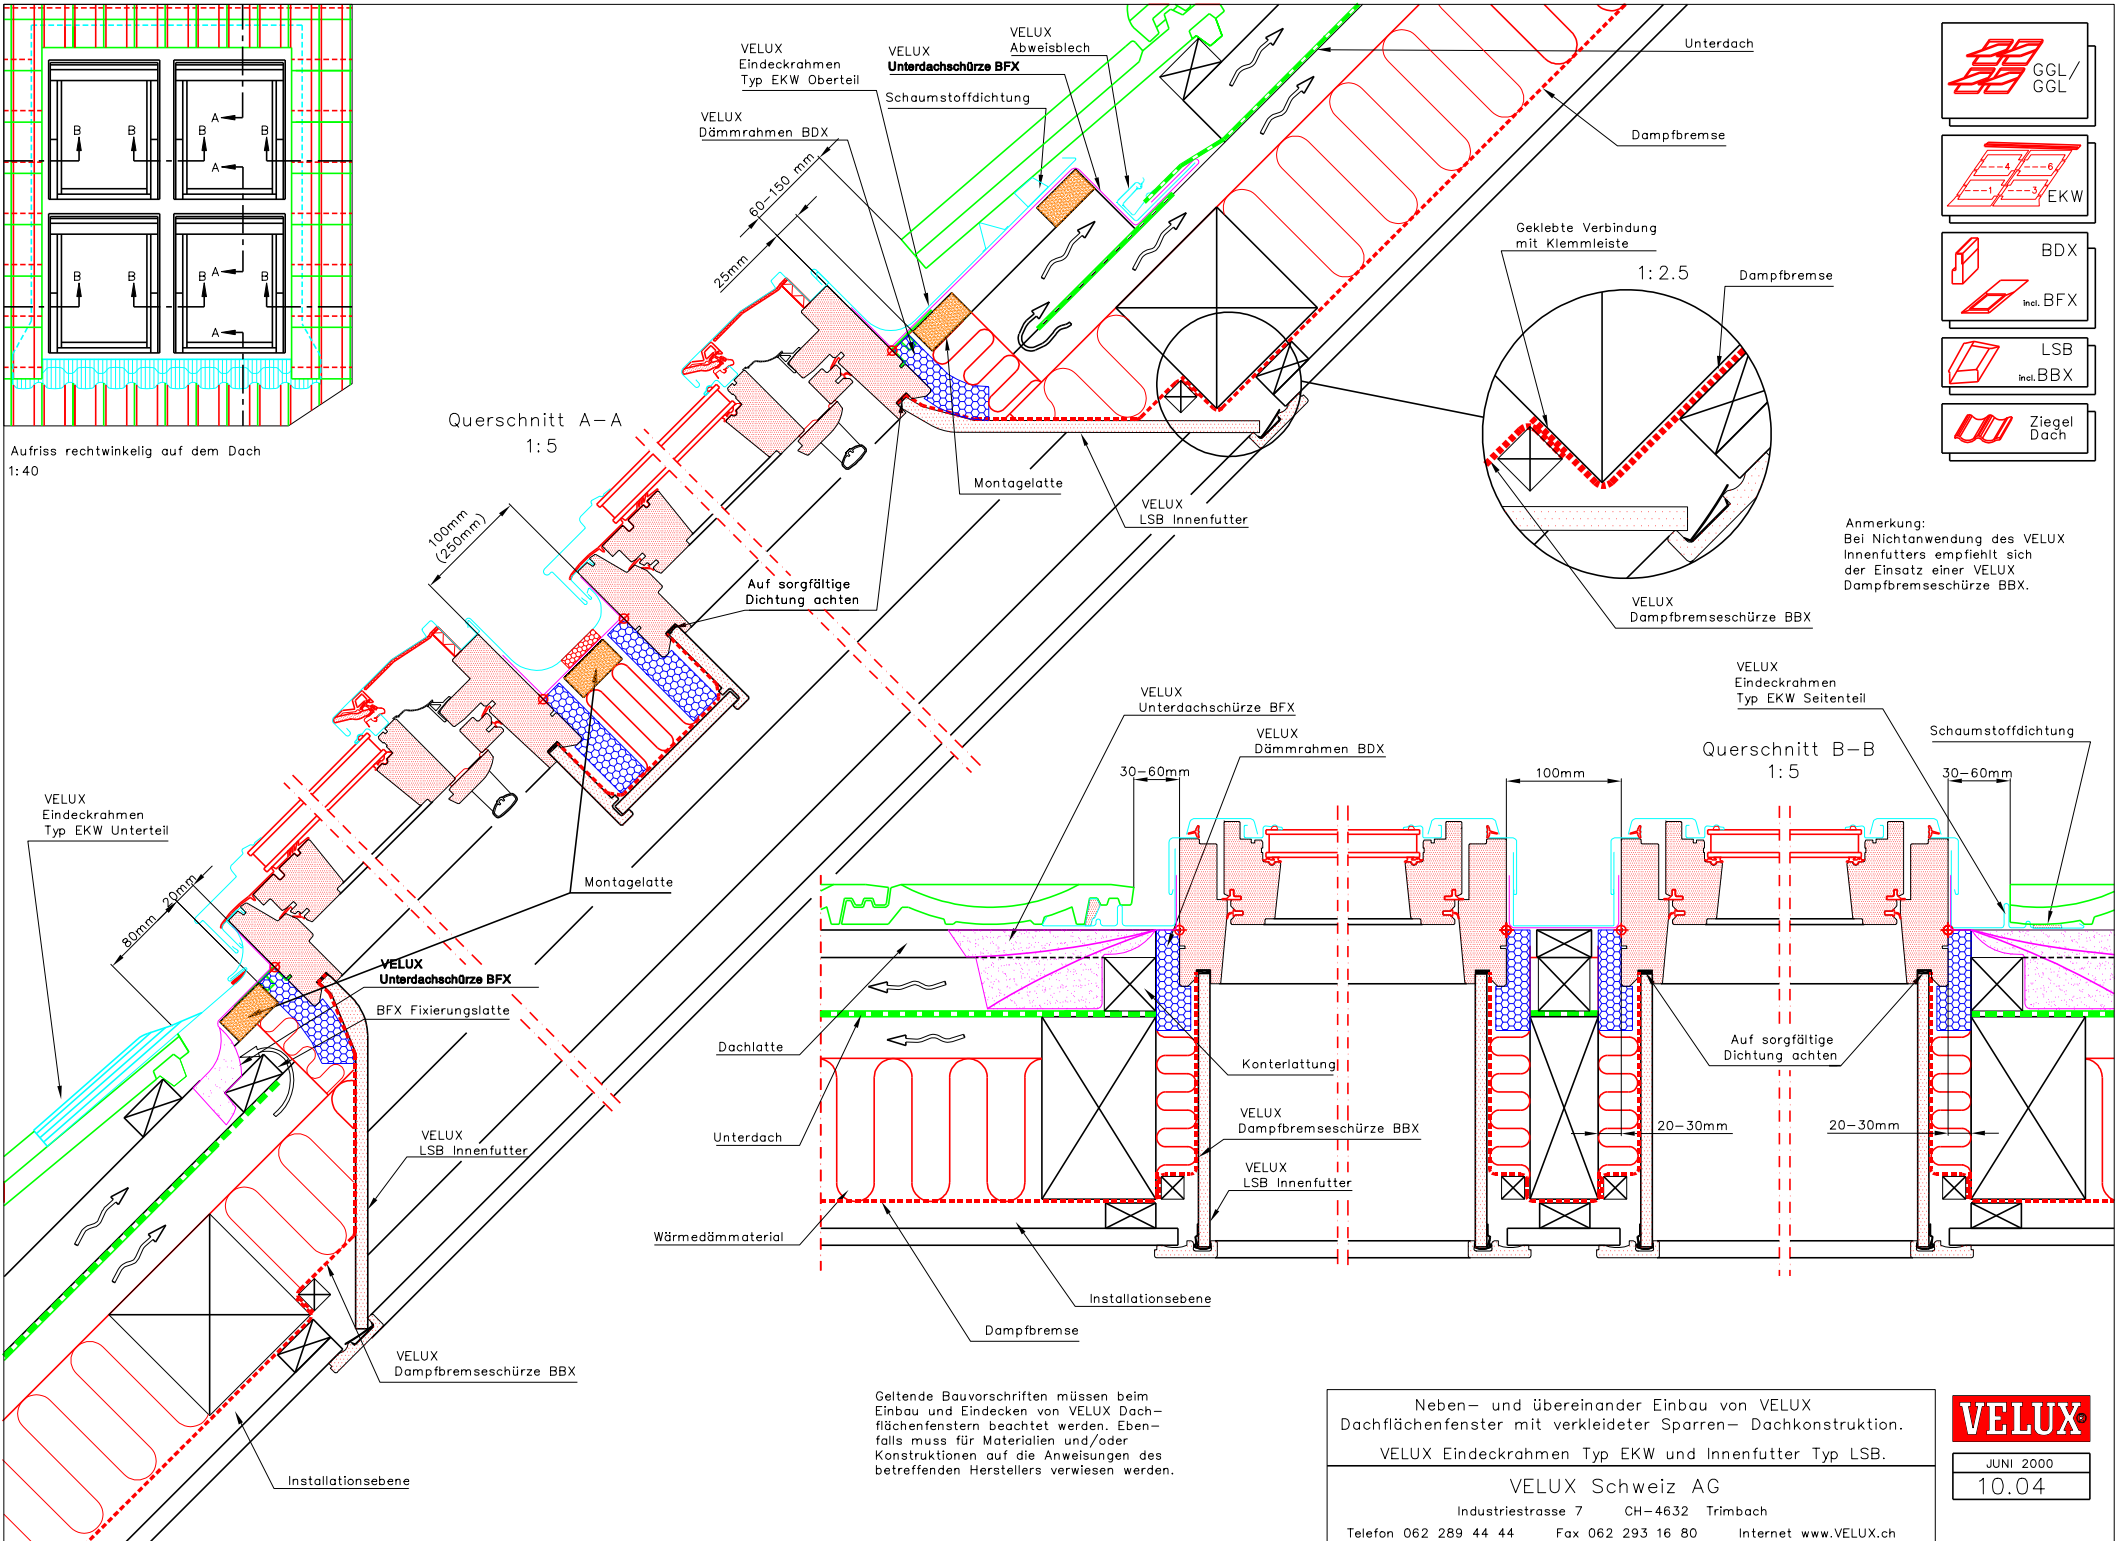 B
B
B
B
A
A
B
B
B
B
A
A
Aufriss rechtwinkelig auf dem Dach
1:40
VELUX
Eindeckrahmen
Typ EKW Oberteil
VELUX
Unterdachschürze BFX
VELUX
Abweisblech
Schaumstoffdichtung
VELUX
Dämmrahmen BDX
60-150 mm
25mm
Unterdach
Dampfbremse
Geklebte Verbindung
mit Klemmleiste
1:2.5
Dampfbremse
GGL/
GGL
4
6
1
3
EKW
BDX
incl. BFX
LSB
incl. BBX
Ziegel
Dach
Querschnitt A-A
1:5
Montagelatte
VELUX
LSB Innenfutter
100mm
(250mm)
Auf sorgfältige
Dichtung achten
Anmerkung:
Bei Nichtanwendung des VELUX
Innenfutters empfiehlt sich
der Einsatz einer VELUX
Dampfbremseschürze BBX.
VELUX
Dampfbremseschürze BBX
VELUX
Eindeckrahmen
Typ EKW Seitenteil
VELUX
Unterdachschürze BFX
VELUX
Dämmrahmen BDX
Schaumstoffdichtung
Querschnitt B-B
1:5
30-60mm
100mm
30-60mm
VELUX
Eindeckrahmen
Typ EKW Unterteil
Montagelatte
20mm
80mm
VELUX
Unterdachschürze BFX
BFX Fixierungslatte
Dachlatte
Konterlattung
Auf sorgfältige
Dichtung achten
VELUX
Dampfbremseschürze BBX
20-30mm
20-30mm
Unterdach
VELUX
LSB Innenfutter
VELUX
LSB Innenfutter
Wärmedämmaterial
Installationsebene
Dampfbremse
VELUX
Dampfbremseschürze BBX
Installationsebene
Geltende Bauvorschriften müssen beim
Einbau und Eindecken von VELUX Dach-
flächenfenstern beachtet werden. Eben-
falls muss für Materialien und/oder
Konstruktionen auf die Anweisungen des
betreffenden Herstellers verwiesen werden.
Neben- und übereinander Einbau von VELUX
Dachflächenfenster mit verkleideter Sparren- Dachkonstruktion.
VELUX Eindeckrahmen Typ EKW und Innenfutter Typ LSB.
VELUX Schweiz AG
Industriestrasse 7 CH-4632 Trimbach
Telefon 062 289 44 44 Fax 062 293 16 80 Internet www.VELUX.ch
VELUX®
JUNI 2000
10.04